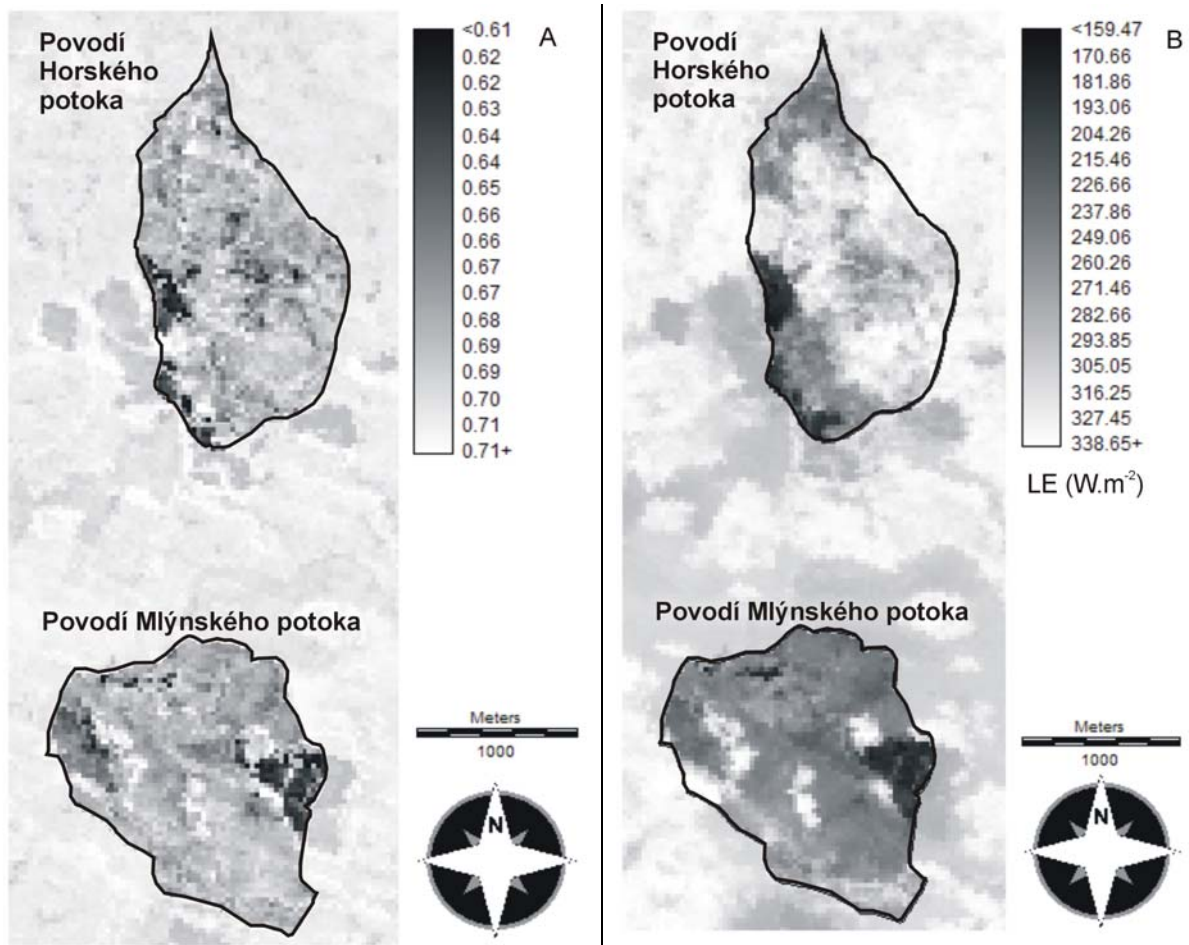 Povodí
Horského
potoka
<0.61
0.62
0.62
0.63
0.64
0.64
0.65
0.66
0.66
0.67
0.67
0.68
0.69
0.69
0.70
0.71
0.71+
A
Povodí Mlýnského potoka
Meters
1000
N
Povodí
Horského
potoka
<159.47
170.66
181.86
193.06
204.26
215.46
226.66
237.86
249.06
260.26
271.46
282.66
293.85
305.05
316.25
327.45
338.65+
B
LE (W.m-2)
Povodí Mlýnského potoka
Meters
1000
N